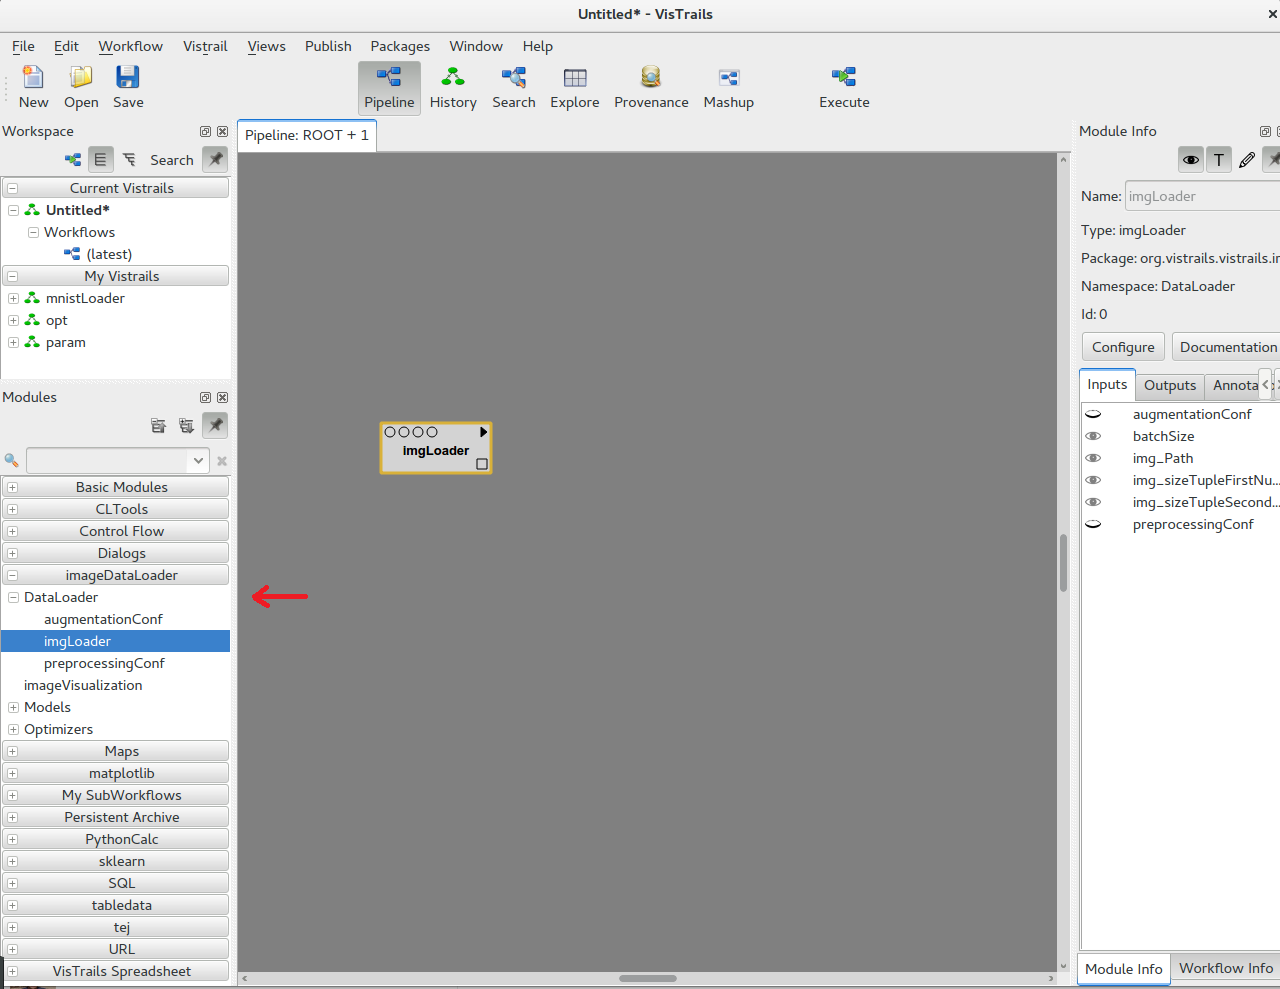 Untitled* - VisTrails
File Edit Workflow Vistrail Views Publish Packages Window Help
New Open Save Pipeline History Search Explore Provenance Mashup Execute
Workspace
Search
Current Vistrails
Untitled*
Workflows
(latest)
My Vistrails
mnistLoader
opt
param
Modules
Basic Modules
CLTools
Control Flow
Dialogs
imageDataLoader
DataLoader
augmentationConf
imgLoader
preprocessingConf
imageVisualization
Models
Optimizers
Maps
matplotlib
My SubWorkflows
Persistent Archive
PythonCalc
sklearn
SQL
tabledata
tej
URL
VisTrails Spreadsheet
Pipeline: ROOT + 1
imgLoader
Module Info
T
Name: imgLoader
Type: imgLoader
Package: org.vistrails.vistrails.i
Namespace: DataLoader
Id: 0
Configure Documentation
Inputs Outputs Annota
augmentationConf
batchSize
img_Path
img_sizeTupleFirstNu...
img_sizeTupleSecond...
preprocessingConf
Module Info Workflow Info